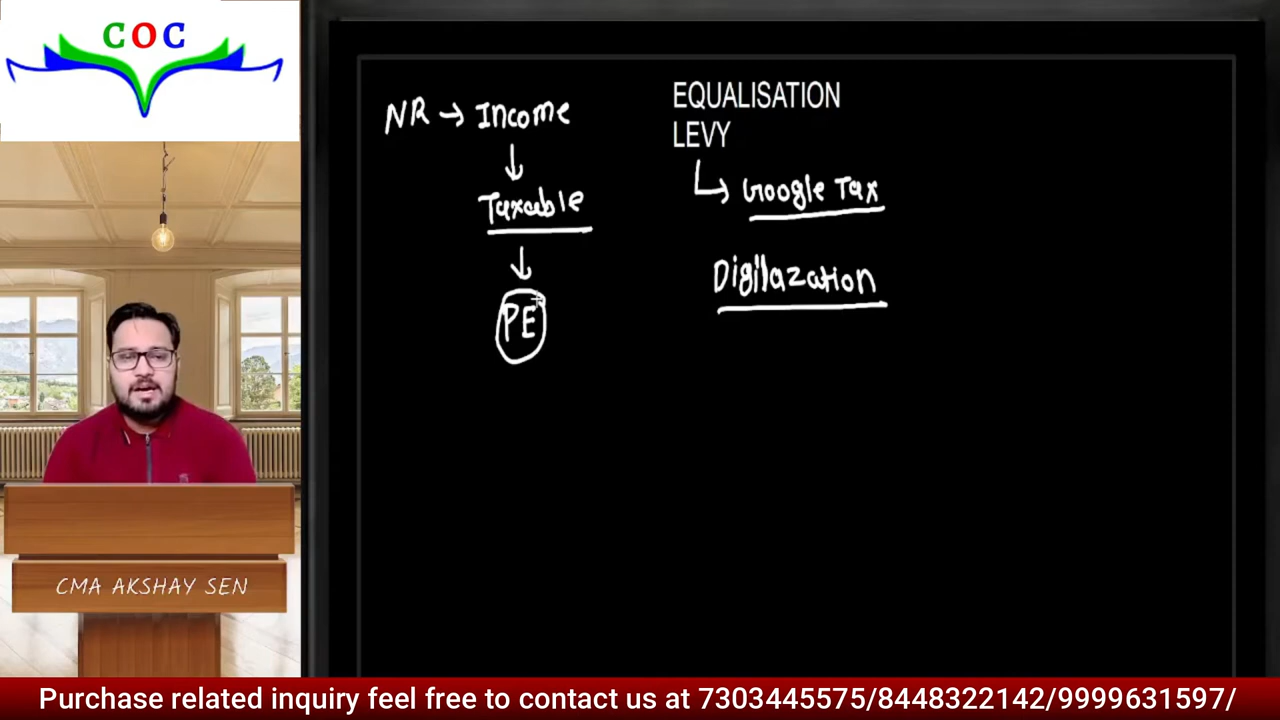 COC
NR → Income
↓
Taxable
↓
PE
EQUALISATION
LEVY
↳ Google Tax
Digilazation
CMA AKSHAY SEN
Purchase related inquiry feel free to contact us at 7303445575/8448322142/9999631597/